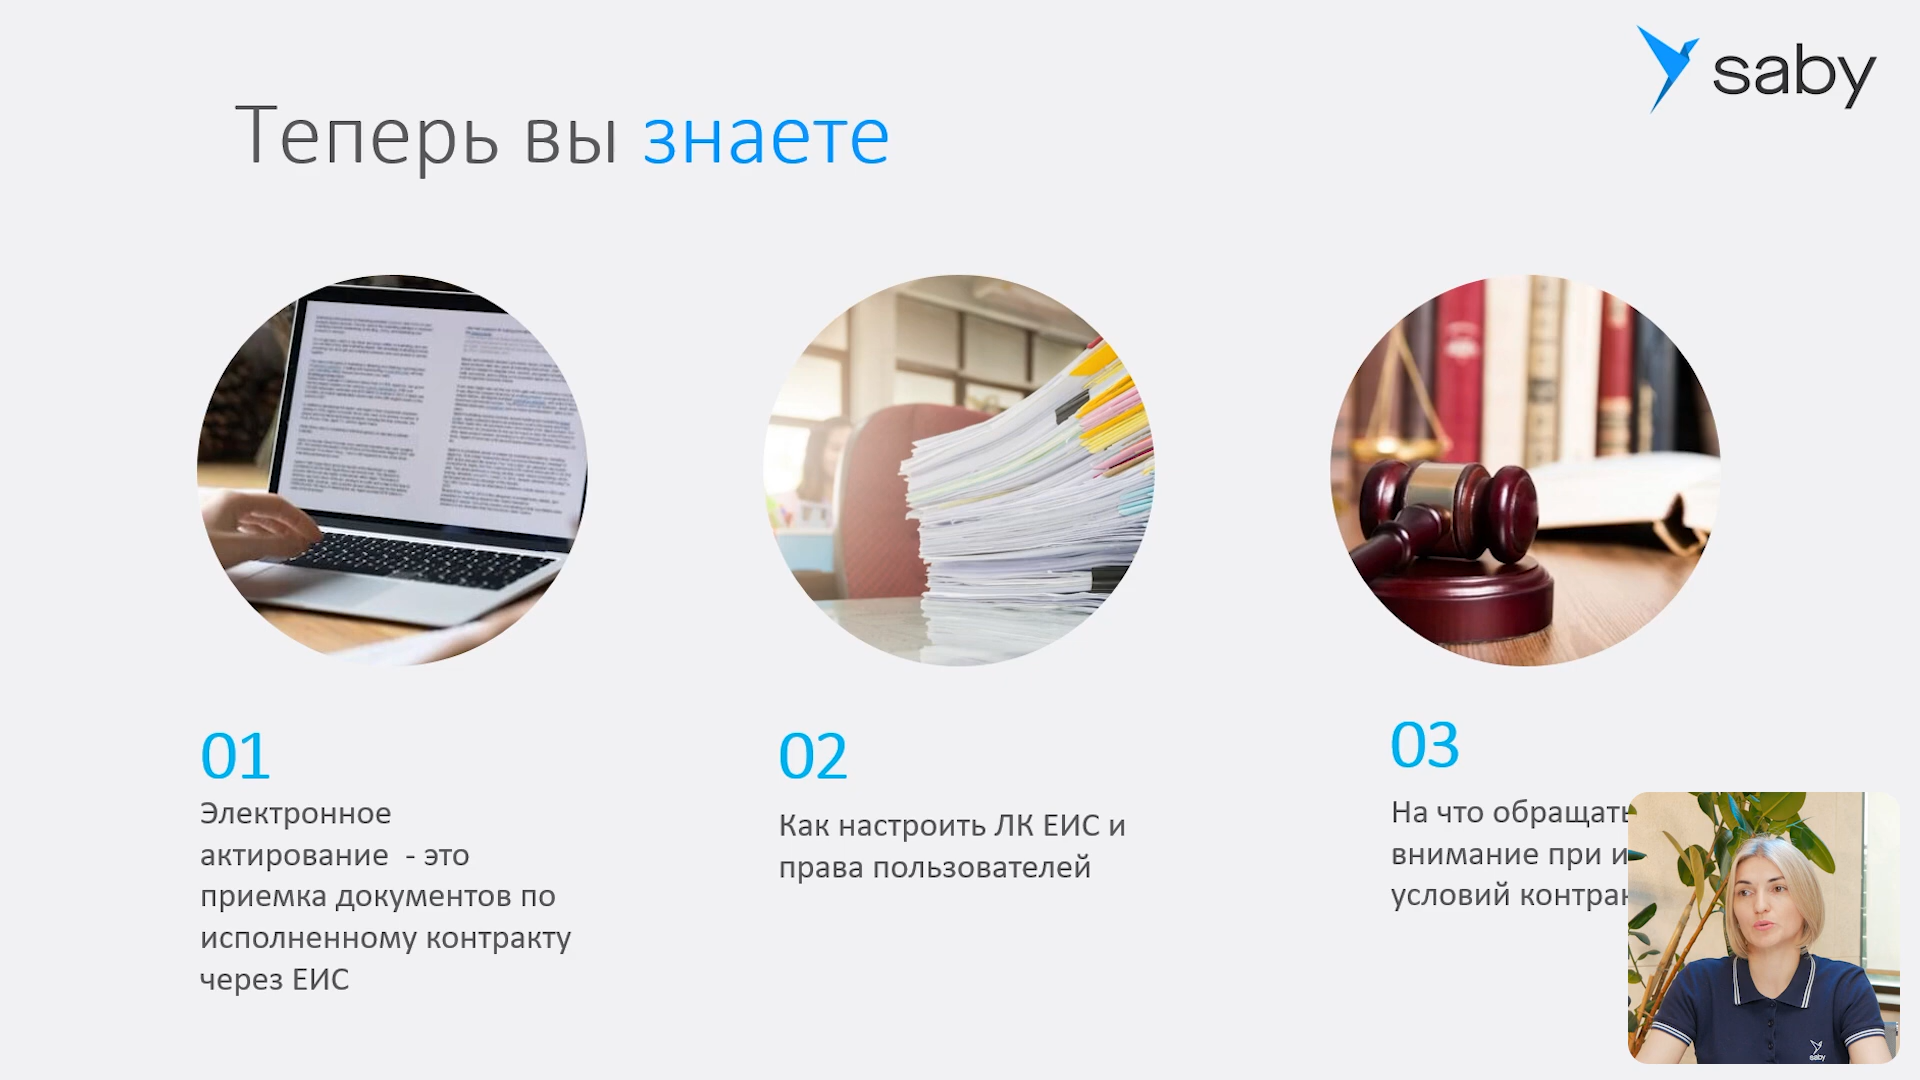 saby
Теперь вы знаете
01
Электронное
актирование - это
приемка документов по
исполненному контракту
через ЕИС
02
Как настроить ЛК ЕИС и
права пользователей
03
На что обращать
внимание при
условий
saby